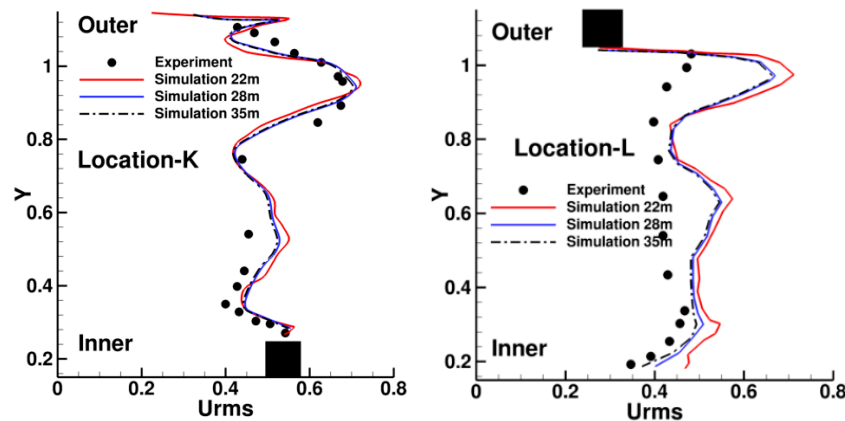 Outer
Experiment
Simulation 22m
Simulation 28m
Simulation 35m
Location-K
Inner
Y
1
0.8
0.6
0.4
0.2
0 0.2 0.4 0.6 0.8
Urms
Outer
Location-L
Experiment
Simulation 22m
Simulation 28m
Simulation 35m
Inner
Y
1
0.8
0.6
0.4
0.2
0 0.2 0.4 0.6 0.8
Urms